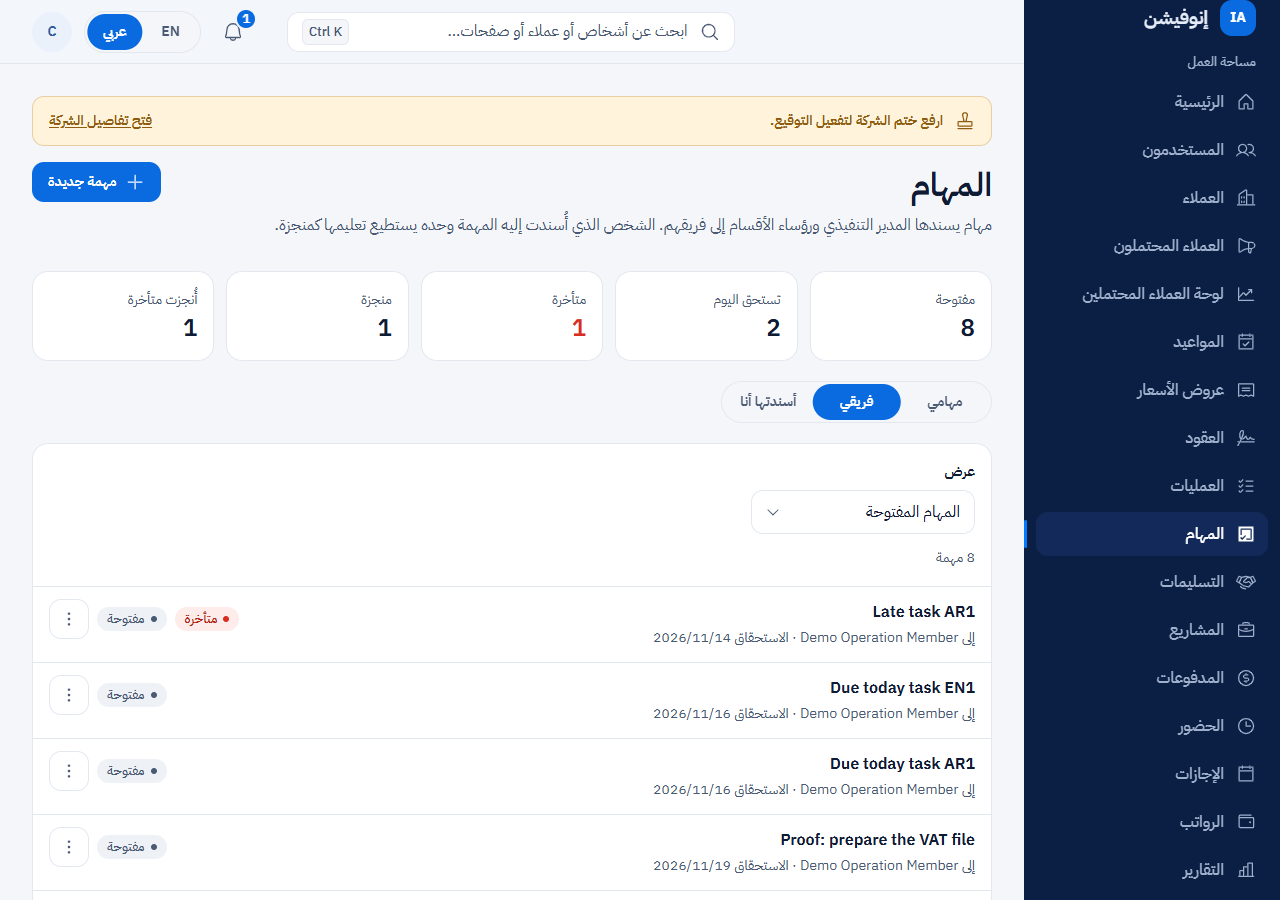 IA إنوفيشن
مساحة العمل
الرئيسية
المستخدمون
العملاء
العملاء المحتملون
لوحة العملاء المحتملين
المواعيد
عروض الأسعار
العقود
العمليات
المهام
التسليمات
المشاريع
المدفوعات
الحضور
الإجازات
الرواتب
التقارير
ابحث عن أشخاص أو عملاء أو صفحات... Ctrl K
1
EN عربي
C
ارفع ختم الشركة لتفعيل التوقيع. فتح تفاصيل الشركة
المهام
مهمة جديدة
مهام يسندها المدير التنفيذي ورؤساء الأقسام إلى فريقهم. الشخص الذي أُسندت إليه المهمة وحده يستطيع تعليمها كمنجزة.
مفتوحة
8
تستحق اليوم
2
متأخرة
1
منجزة
1
أُنجزت متأخرة
1
مهامي فريقي أسندتها أنا
عرض
المهام المفتوحة
8 مهمة
Late task AR1
متأخرة مفتوحة
إلى Demo Operation Member · الاستحقاق 2026/11/14
Due today task EN1
مفتوحة
إلى Demo Operation Member · الاستحقاق 2026/11/16
Due today task AR1
مفتوحة
إلى Demo Operation Member · الاستحقاق 2026/11/16
Proof: prepare the VAT file
مفتوحة
إلى Demo Operation Member · الاستحقاق 2026/11/19